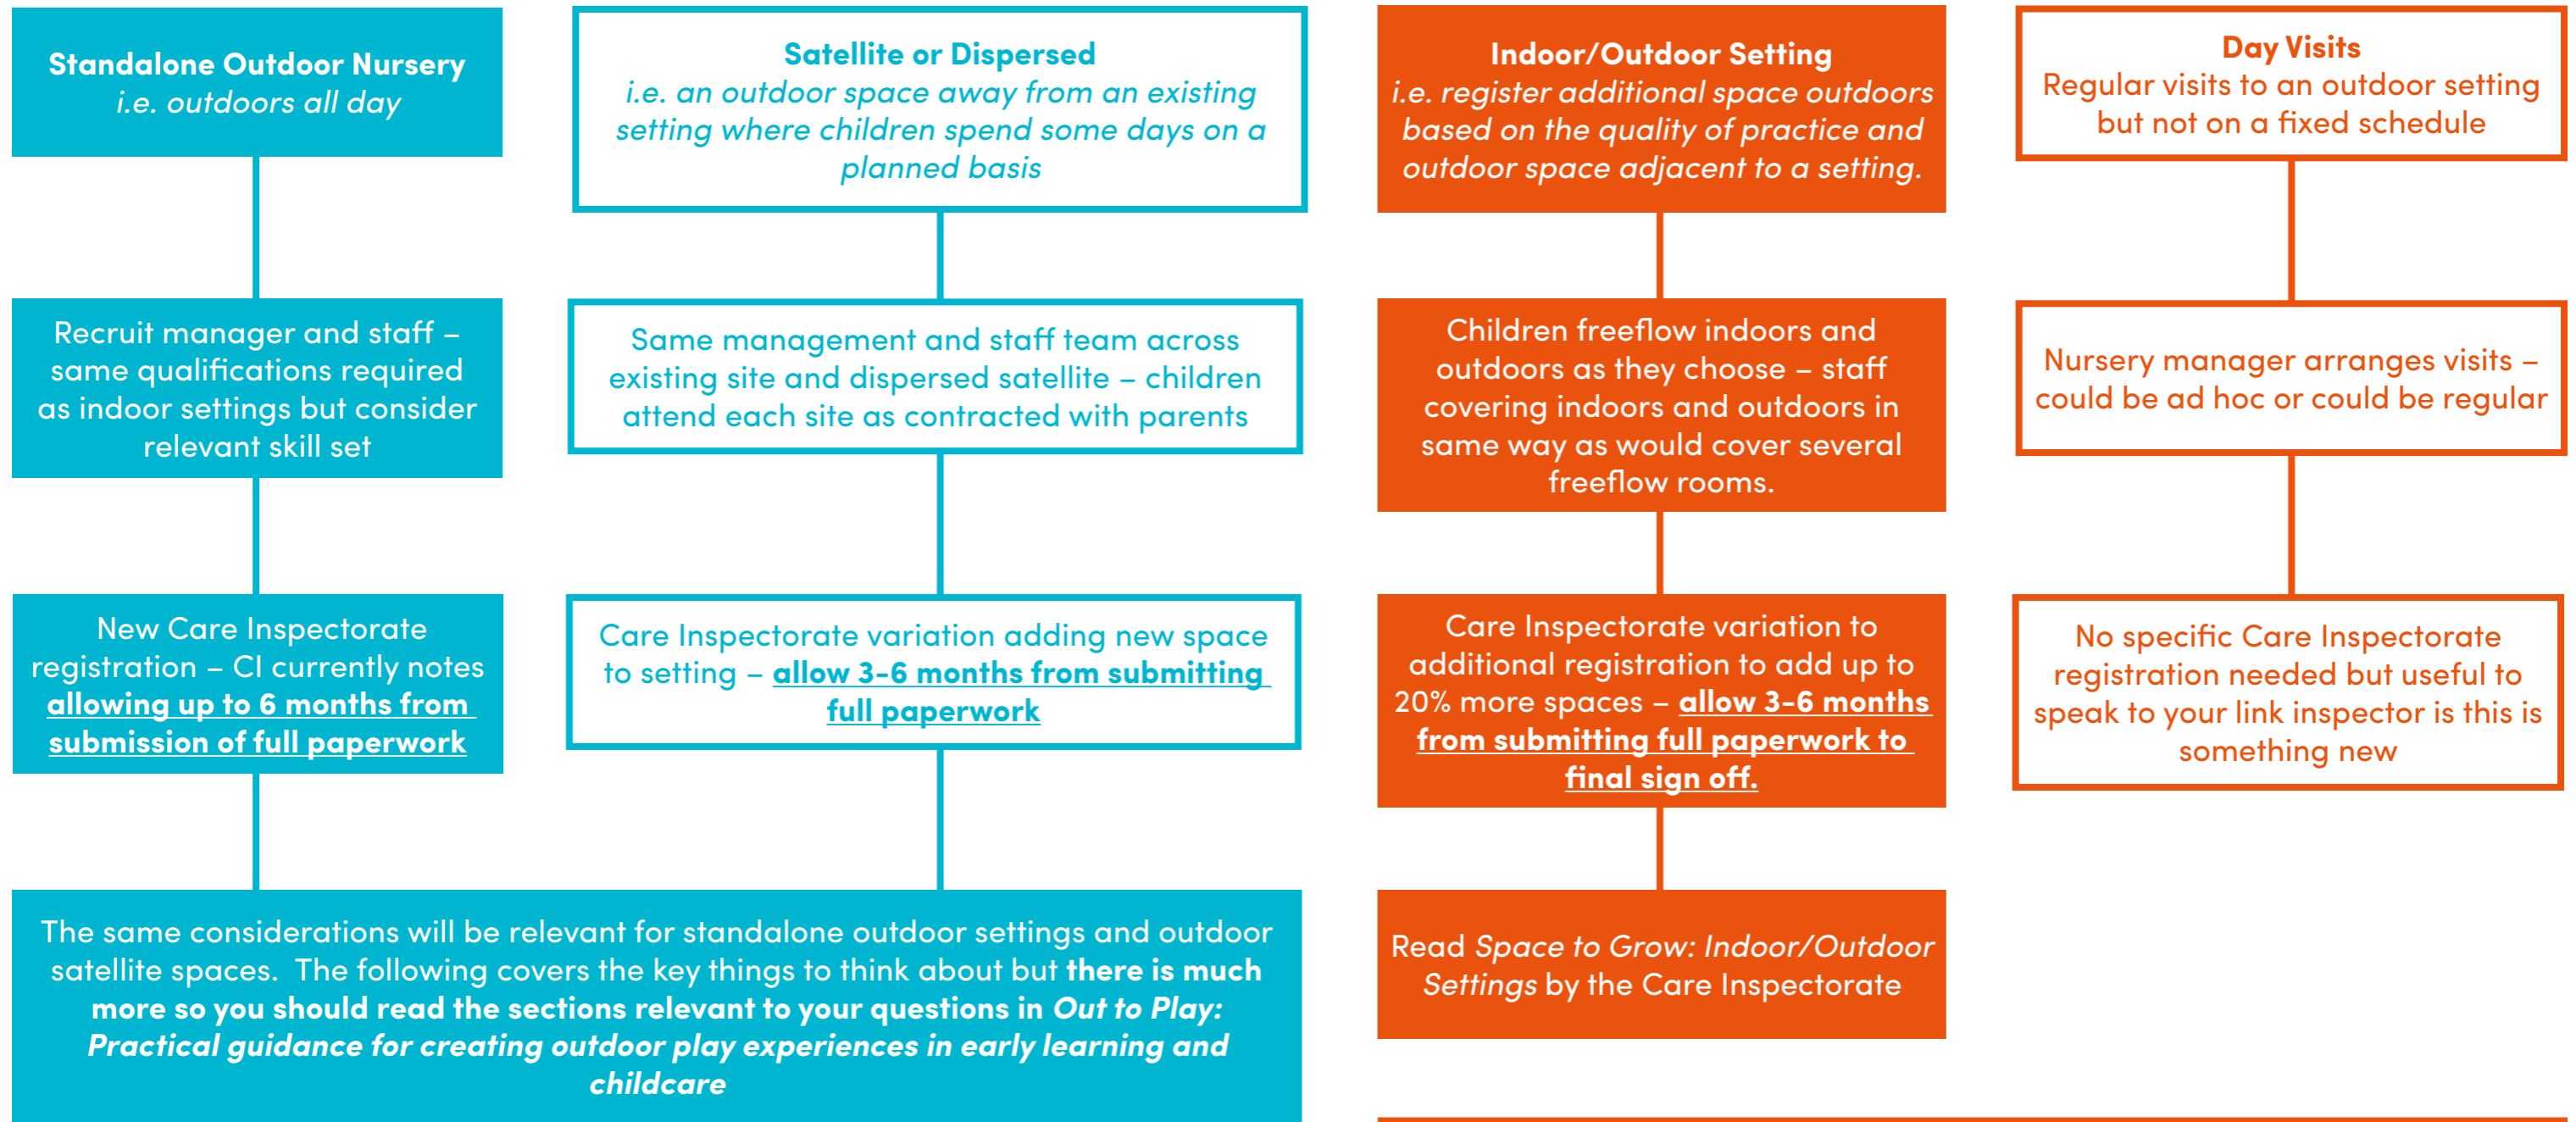 Standalone Outdoor Nursery
i.e. outdoors all day
Recruit manager and staff –
same qualifications required
as indoor settings but consider
relevant skill set
New Care Inspectorate
registration – CI currently notes
allowing up to 6 months from
submission of full paperwork
Satellite or Dispersed
i.e. an outdoor space away from an existing
setting where children spend some days on a
planned basis
Same management and staff team across
existing site and dispersed satellite – children
attend each site as contracted with parents
Care Inspectorate variation adding new space
to setting – allow 3-6 months from submitting
full paperwork
The same considerations will be relevant for standalone outdoor settings and outdoor
satellite spaces. The following covers the key things to think about but there is much
more so you should read the sections relevant to your questions in Out to Play:
Practical guidance for creating outdoor play experiences in early learning and
childcare
Indoor/Outdoor Setting
i.e. register additional space outdoors
based on the quality of practice and
outdoor space adjacent to a setting.
Children freeflow indoors and
outdoors as they choose – staff
covering indoors and outdoors in
same way as would cover several
freeflow rooms.
Care Inspectorate variation to
additional registration to add up to
20% more spaces – allow 3-6 months
from submitting full paperwork to
final sign off.
Read Space to Grow: Indoor/Outdoor
Settings by the Care Inspectorate
Day Visits
Regular visits to an outdoor setting
but not on a fixed schedule
Nursery manager arranges visits –
could be ad hoc or could be regular
No specific Care Inspectorate
registration needed but useful to
speak to your link inspector is this is
something new